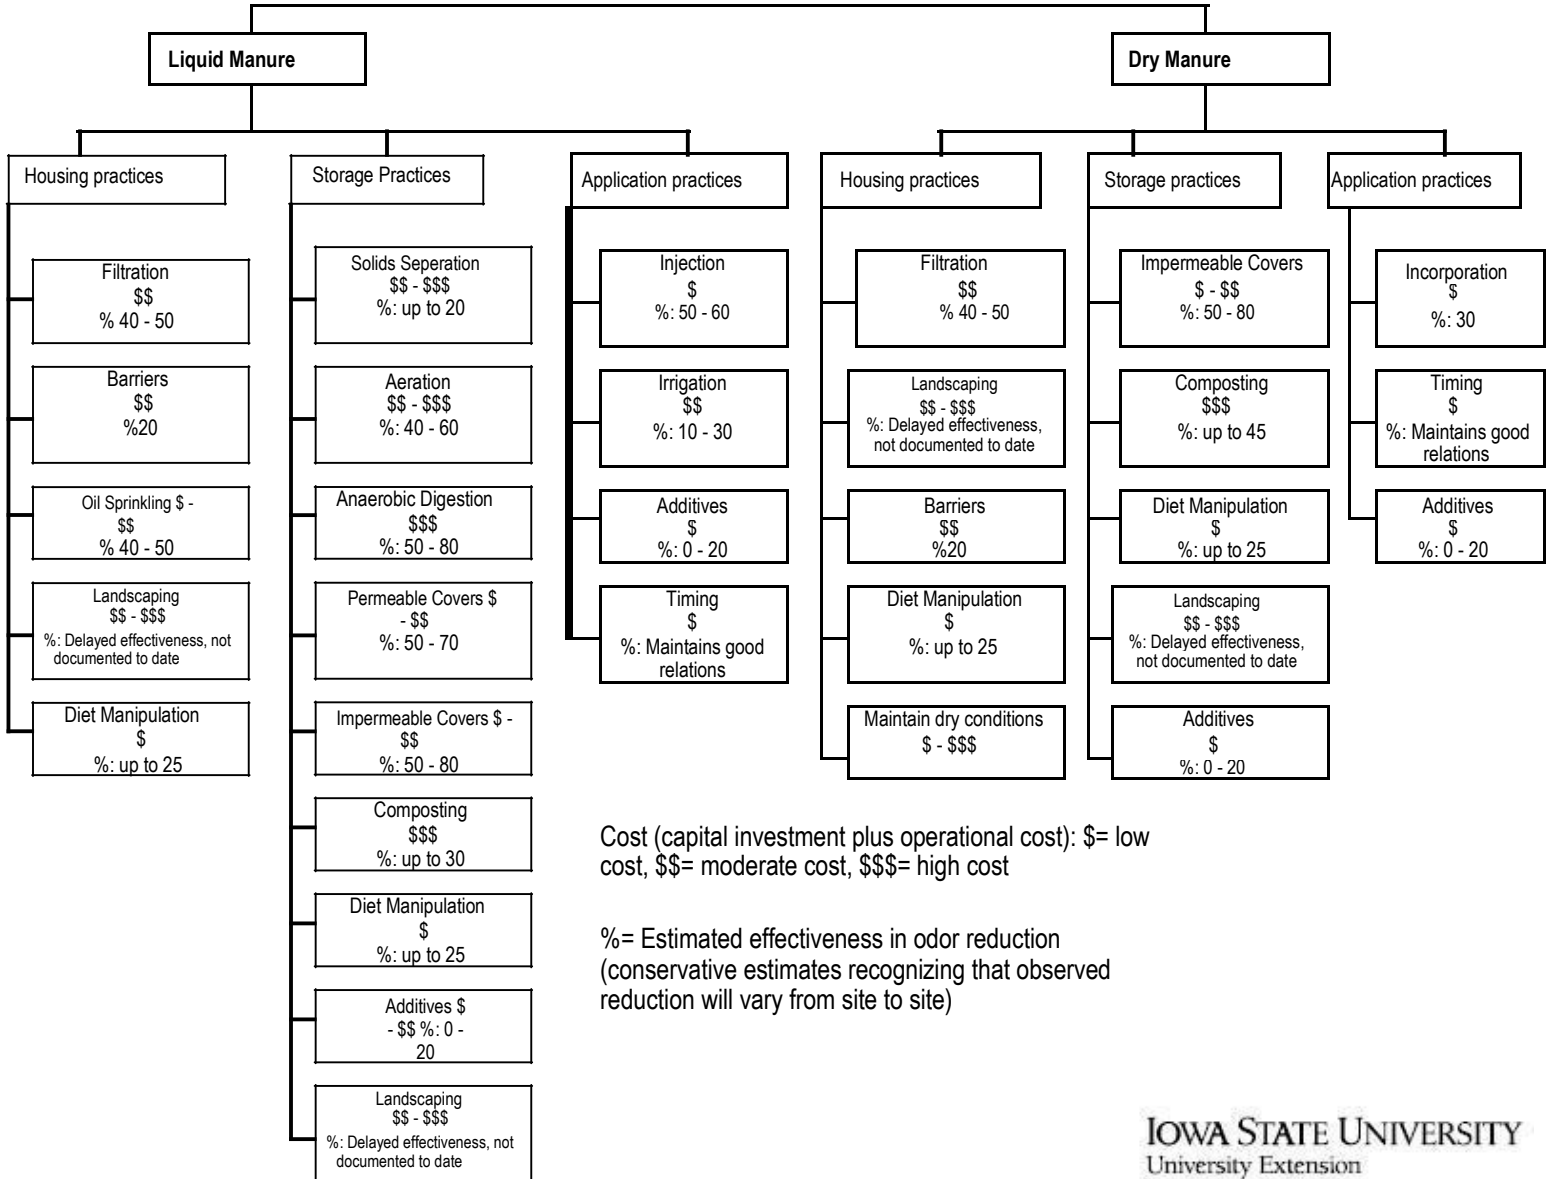 Liquid Manure
Dry Manure
Housing practices
Filtration
$$
% 40 - 50
Barriers
$$
%20
Oil Sprinkling $ -
$$
% 40 - 50
Landscaping
$$ - $$$
%: Delayed effectiveness, not
documented to date
Diet Manipulation
$
%: up to 25
Storage Practices
Solids Seperation
$$ - $$$
%: up to 20
Aeration
$$ - $$$
%: 40 - 60
Anaerobic Digestion
$$$
%: 50 - 80
Permeable Covers $
- $$
%: 50 - 70
Impermeable Covers $ -
$$
%: 50 - 80
Composting
$$$
%: up to 30
Diet Manipulation
$
%: up to 25
Additives $
- $$ %: 0 -
20
Landscaping
$$ - $$$
%: Delayed effectiveness, not
documented to date
Application practices
Injection
$
%: 50 - 60
Irrigation
$$
%: 10 - 30
Additives
$
%: 0 - 20
Timing
$
%: Maintains good
relations
Housing practices
Filtration
$$
% 40 - 50
Landscaping
$$ - $$$
%: Delayed effectiveness,
not documented to date
Barriers
$$
%20
Diet Manipulation
$
%: up to 25
Maintain dry conditions
$ - $$$
Storage practices
Impermeable Covers
$ - $$
%: 50 - 80
Composting
$$$
%: up to 45
Diet Manipulation
$
%: up to 25
Landscaping
$$ - $$$
%: Delayed effectiveness,
not documented to date
Additives
$
%: 0 - 20
Application practices
Incorporation
$
%: 30
Timing
$
%: Maintains good
relations
Additives
$
%: 0 - 20
Cost (capital investment plus operational cost): $= low
cost, $$= moderate cost, $$$= high cost
%= Estimated effectiveness in odor reduction
(conservative estimates recognizing that observed
reduction will vary from site to site)
IOWA STATE UNIVERSITY
University Extension